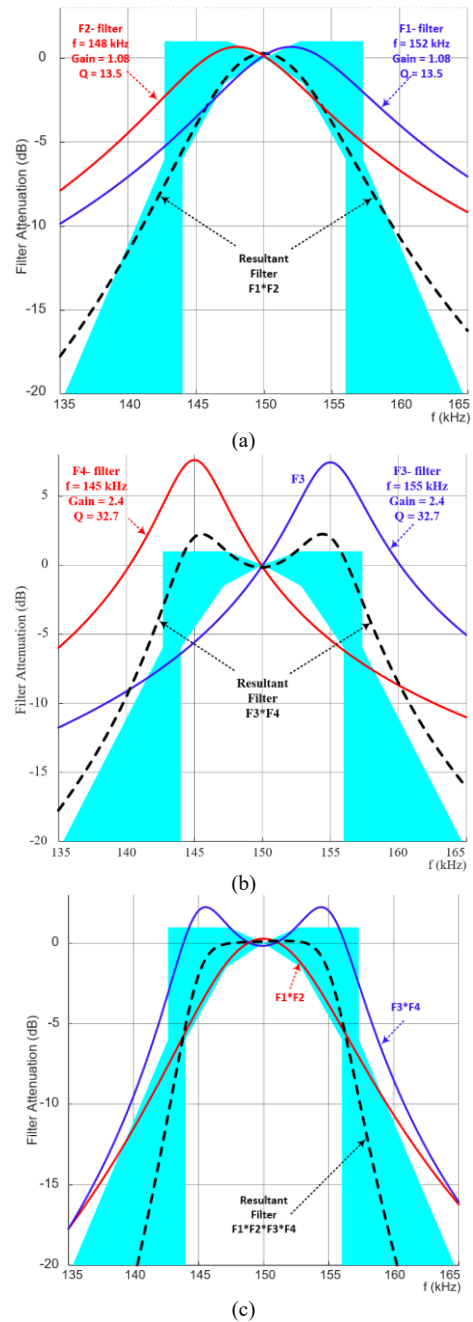 F2- filter
f = 148 kHz
Gain = 1.08
Q = 13.5
F1- filter
f = 152 kHz
Gain = 1.08
Q = 13.5
Filter Attenuation (dB)
0
-5
-10
-15
-20
Resultant
Filter
F1*F2
135
140
145
150
155
160
165
f (kHz)
(a)
F4- filter
f = 145 kHz
Gain = 2.4
Q = 32.7
F3
F3- filter
f = 155 kHz
Gain = 2.4
Q = 32.7
Filter Attenuation (dB)
5
0
-5
-10
-15
-20
Resultant
Filter
F3*F4
135
140
145
150
155
160
165
f (kHz)
(b)
Filter Attenuation (dB)
0
-5
-10
-15
-20
F1*F2
F3*F4
Resultant
Filter
F1*F2*F3*F4
135
140
145
150
155
160
165
f (kHz)
(c)